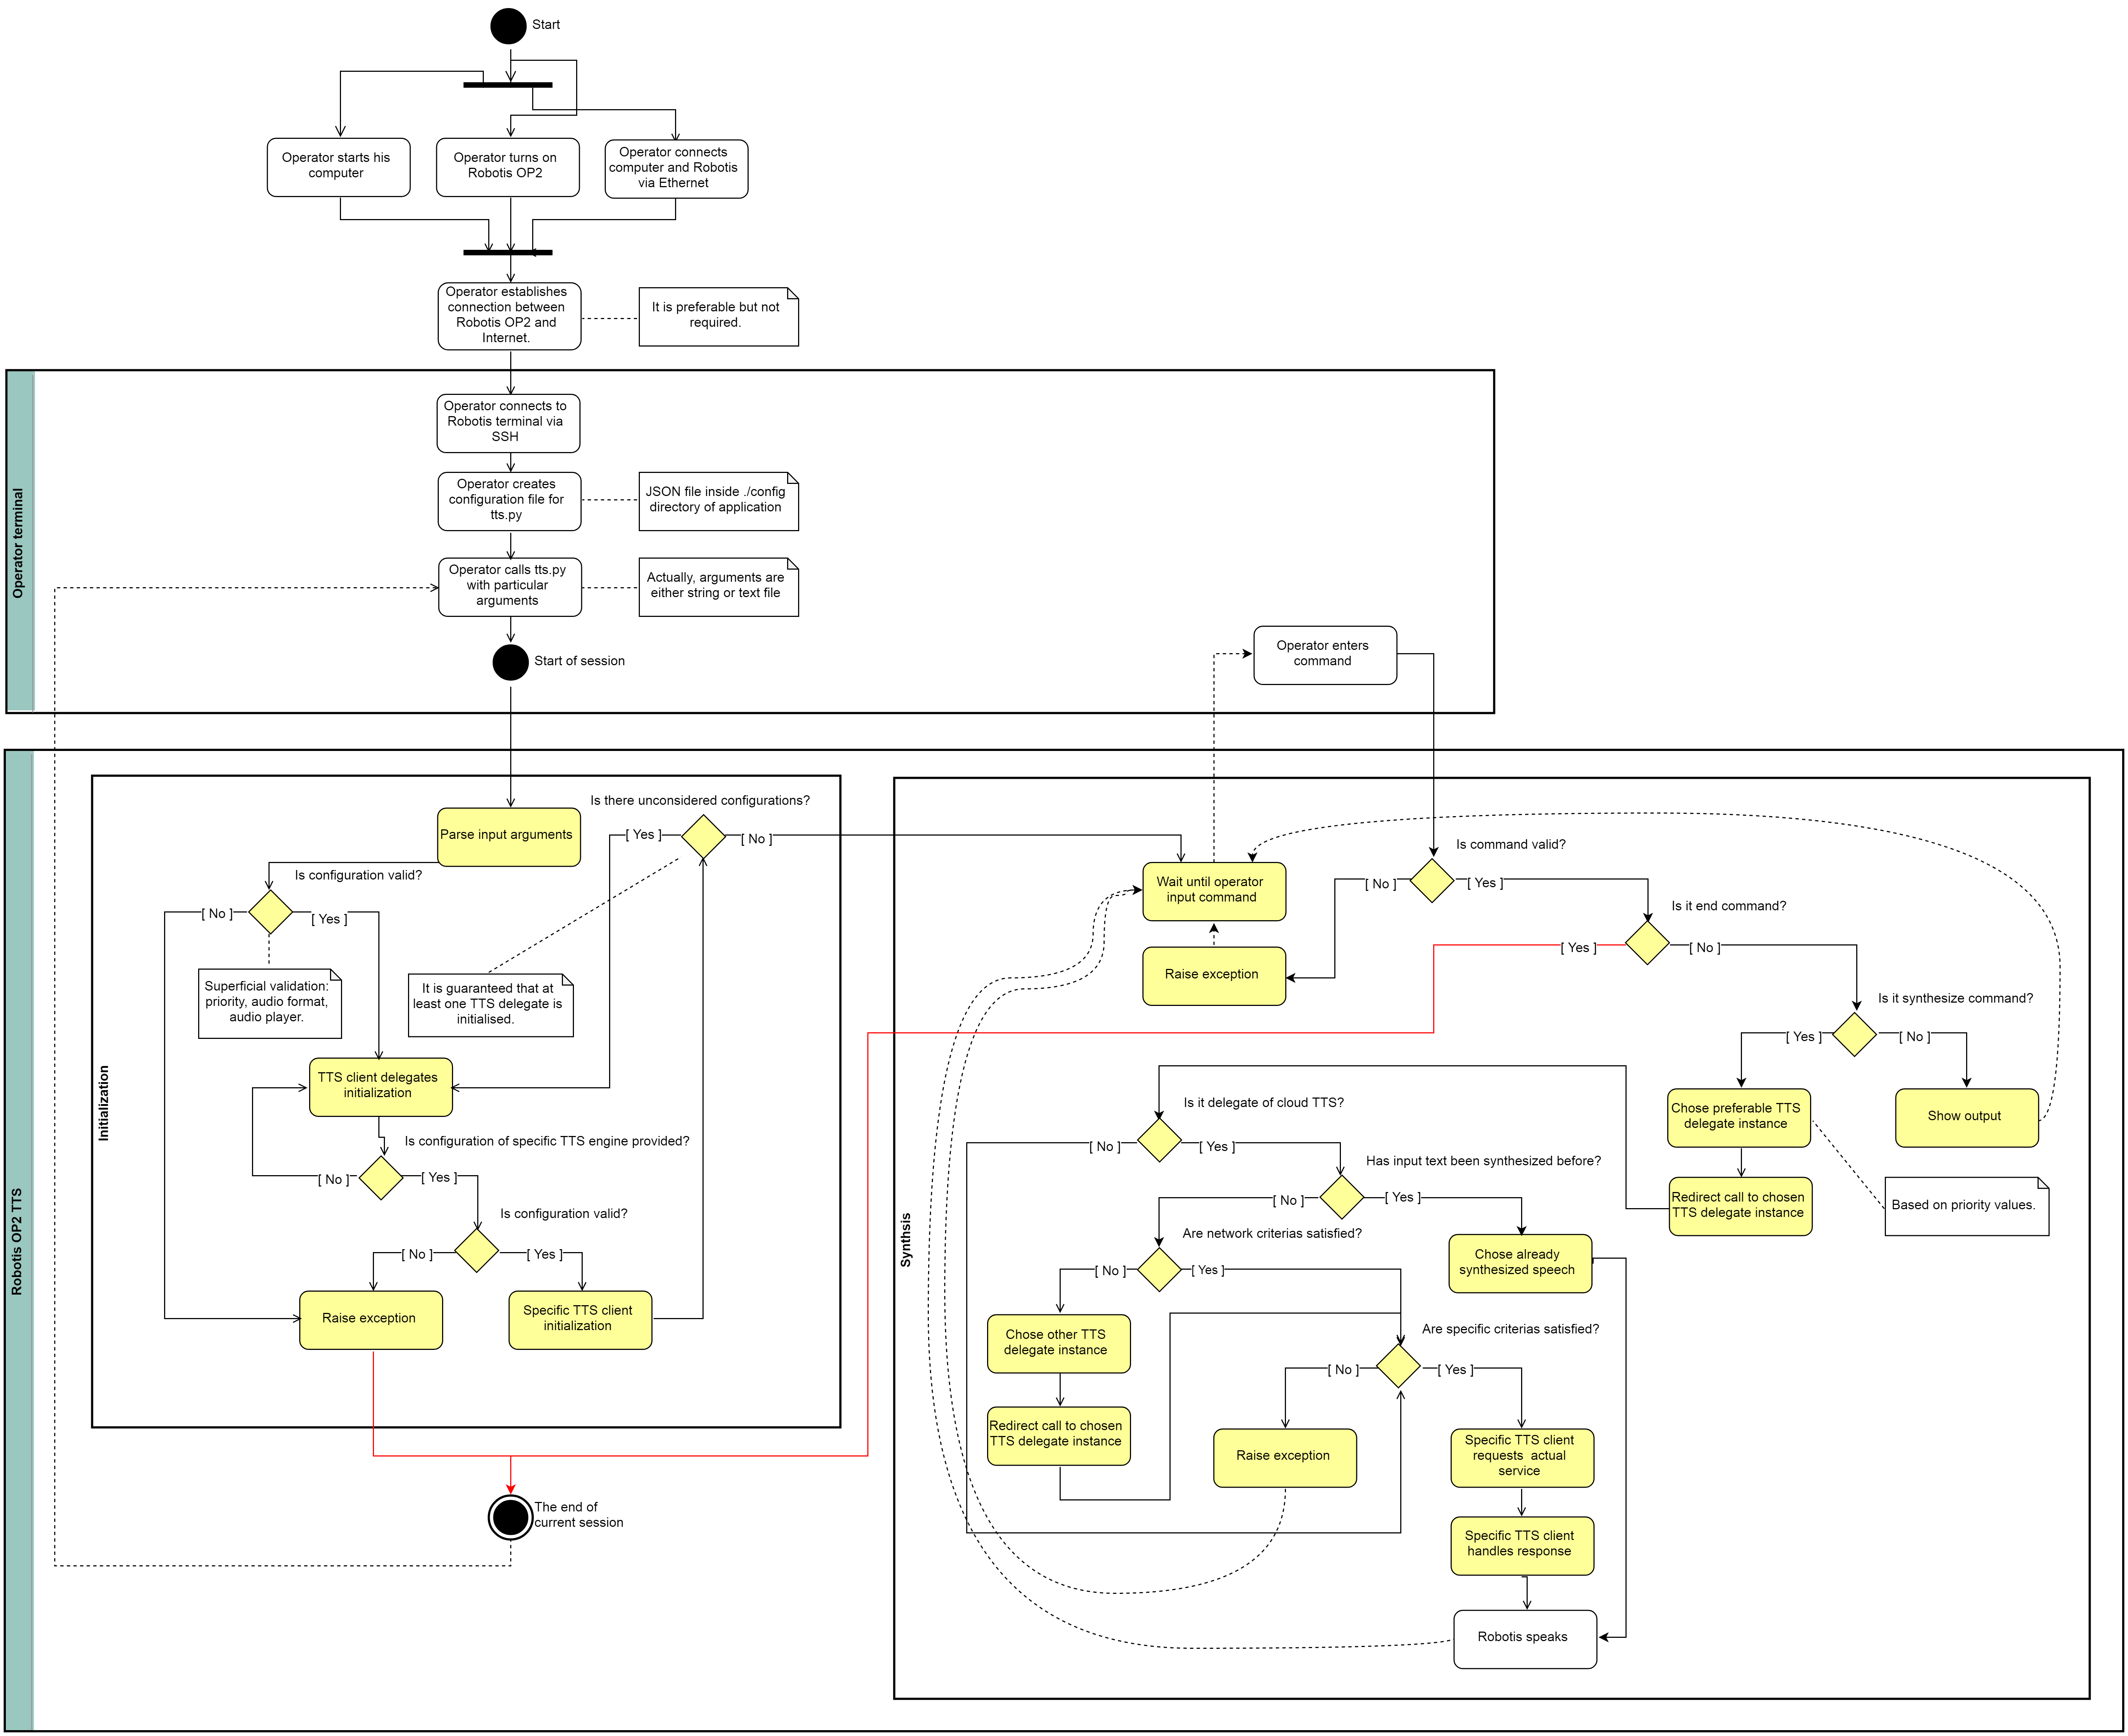 Start
Operator starts his
computer
Operator turns on
Robotis OP2
Operator connects
computer and Robotis
via Ethernet
Operator establishes
connection between
Robotis OP2 and
Internet.
It is preferable but not
required.
Operator terminal
Operator connects to
Robotis terminal via
SSH
Operator creates
configuration file for
tts.py
JSON file inside ./config
directory of application
Operator calls tts.py
with particular
arguments
Actually, arguments are
either string or text file
Start of session
Operator enters
command
Robotis OP2 TTS
Initialization
Parse input arguments
Is there unconsidered configurations?
[ Yes ]
[ No ]
Is configuration valid?
[ No ]
[ Yes ]
Superficial validation:
priority, audio format,
audio player.
It is guaranteed that at
least one TTS delegate is
initialised.
TTS client delegates
initialization
Is configuration of specific TTS engine provided?
[ No ]
[ Yes ]
Is configuration valid?
[ No ]
[ Yes ]
Raise exception
Specific TTS client
initialization
The end of
current session
Synthsis
Wait until operator
input command
Raise exception
Is command valid?
[ No ]
[ Yes ]
Is it end command?
[ Yes ]
[ No ]
Is it synthesize command?
[ Yes ]
[ No ]
Chose preferable TTS
delegate instance
Show output
Redirect call to chosen
TTS delegate instance
Based on priority values.
Is it delegate of cloud TTS?
[ No ]
[ Yes ]
Has input text been synthesized before?
[ No ]
[ Yes ]
Are network criterias satisfied?
[ No ]
[ Yes ]
Chose already
synthesized speech
Chose other TTS
delegate instance
Are specific criterias satisfied?
[ No ]
[ Yes ]
Redirect call to chosen
TTS delegate instance
Raise exception
Specific TTS client
requests actual
service
Specific TTS client
handles response
Robotis speaks